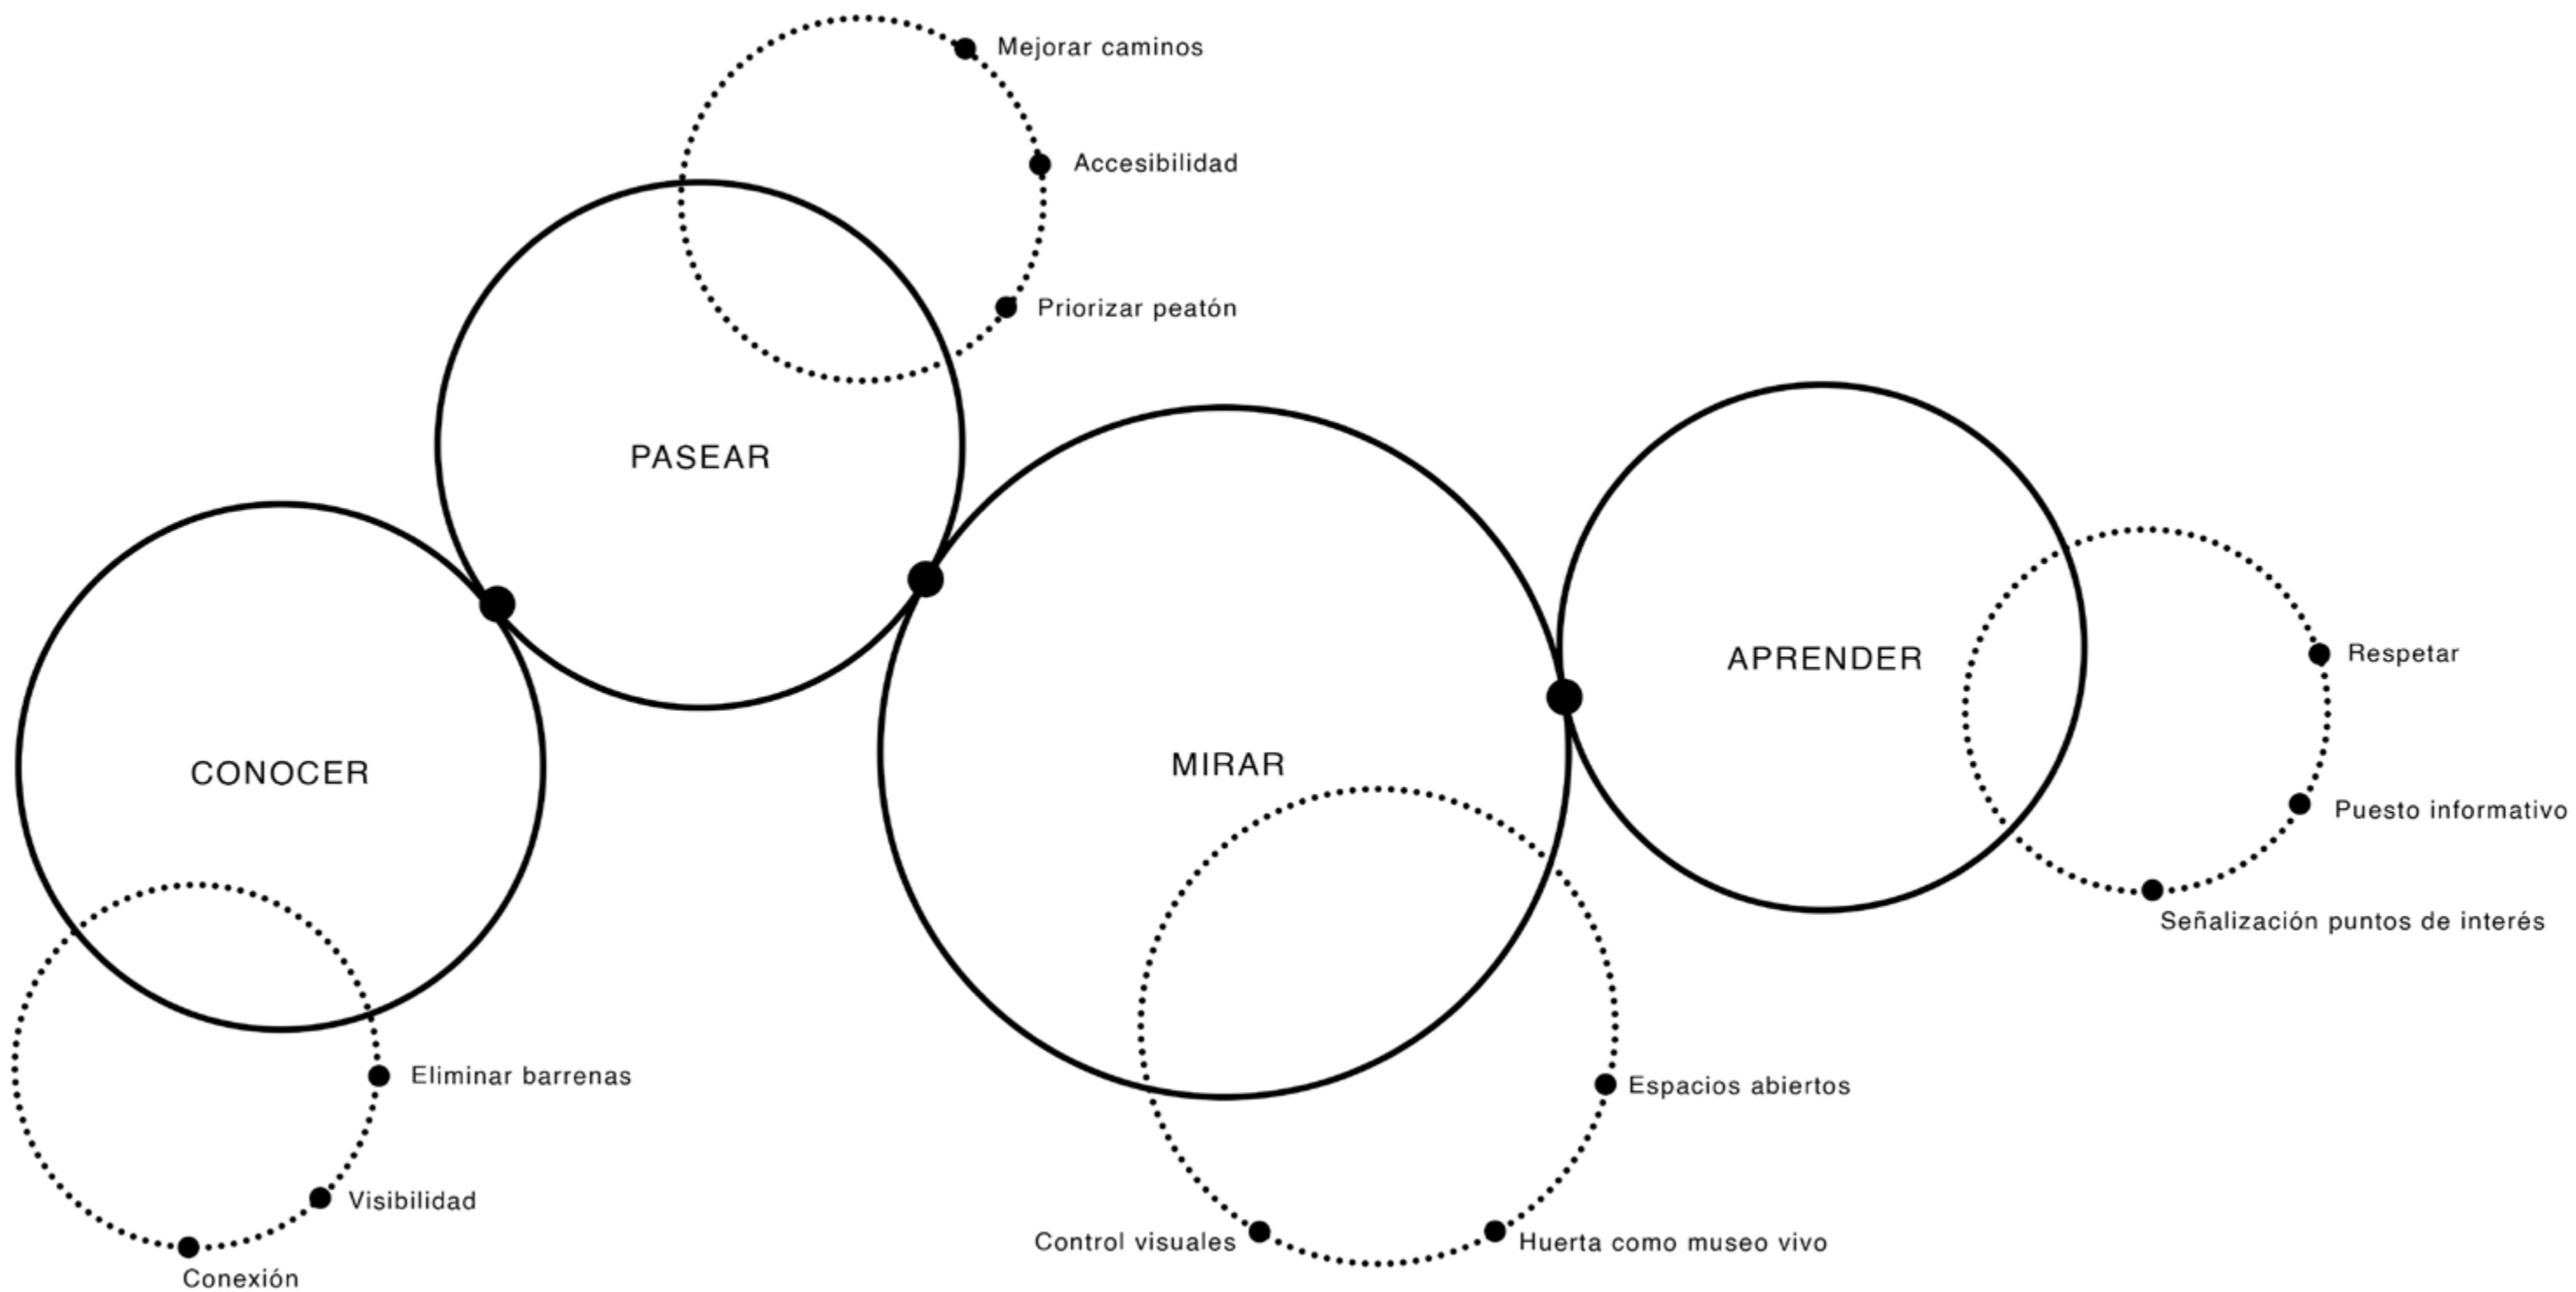 Mejorar caminos
Accesibilidad
Priorizar peatón
PASEAR
CONOCER
Eliminar barrenas
Visibilidad
Conexión
MIRAR
Espacios abiertos
Huerta como museo vivo
Control visuales
APRENDER
Respetar
Puesto informativo
Señalización puntos de interés